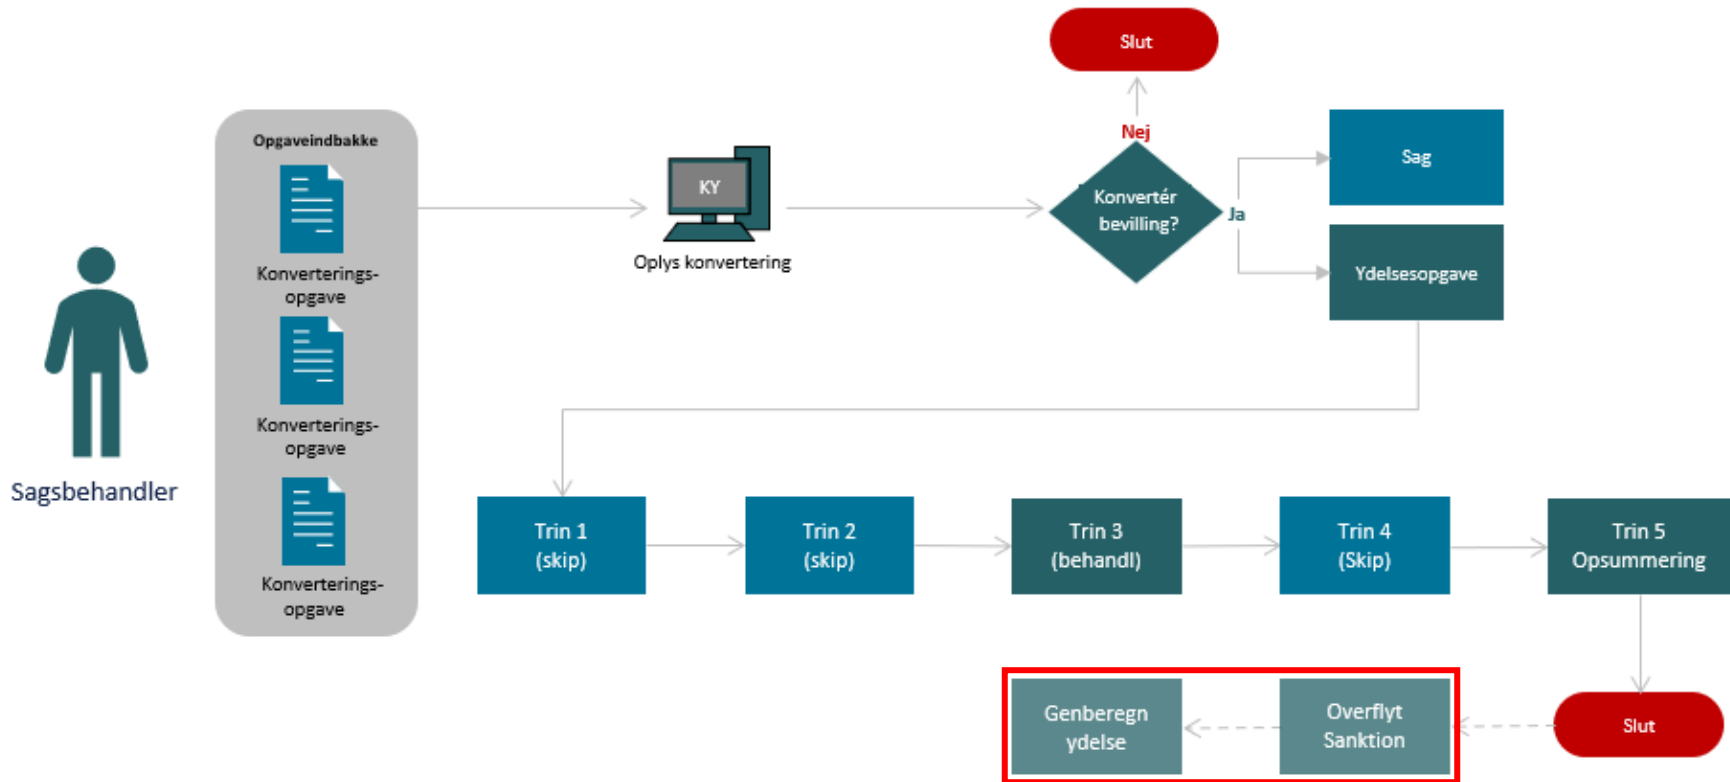 Slut
Opgaveindbakke
Nej
Sag
KY
Konvertér
bevilling?
Ja
Oplys konvertering
Konverterings-
opgave
Ydelsesopgave
Konverterings-
opgave
Sagsbehandler
Konverterings-
opgave
Trin 1
(skip)
Trin 2
(skip)
Trin 3
(behandl)
Trin 4
(Skip)
Trin 5
Opsummering
Genberegn
ydelse
Overflyt
Sanktion
Slut